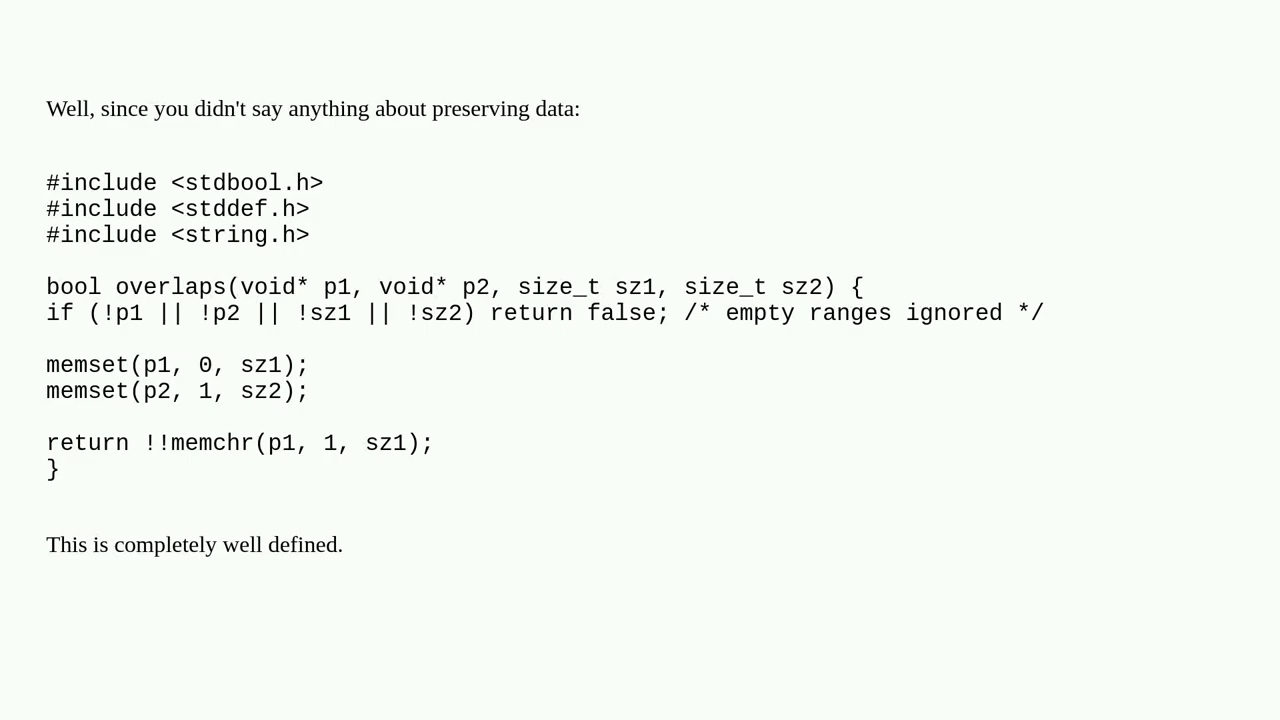 Well, since you didn't say anything about preserving data:
#include <stdbool.h>
#include <stddef.h>
#include <string.h>
bool overlaps(void* p1, void* p2, size_t sz1, size_t sz2) {
if (!p1 || !p2 || !sz1 || !sz2) return false; /* empty ranges ignored */
memset(p1, 0, sz1);
memset(p2, 1, sz2);
return !!memchr(p1, 1, sz1);
}
This is completely well defined.